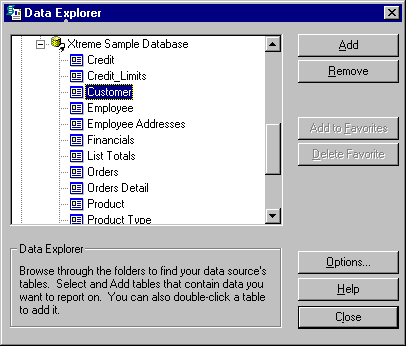 Data Explorer
Xtreme Sample Database
Credit
Credit_Limits
Customer
Employee
Employee Addresses
Financials
List Totals
Orders
Orders Detail
Product
Product Type
Add
Remove
Add to Favorites
Delete Favorite
Data Explorer
Browse through the folders to find your data source's
tables. Select and Add tables that contain data you
want to report on. You can also double-click a table
to add it.
Options...
Help
Close